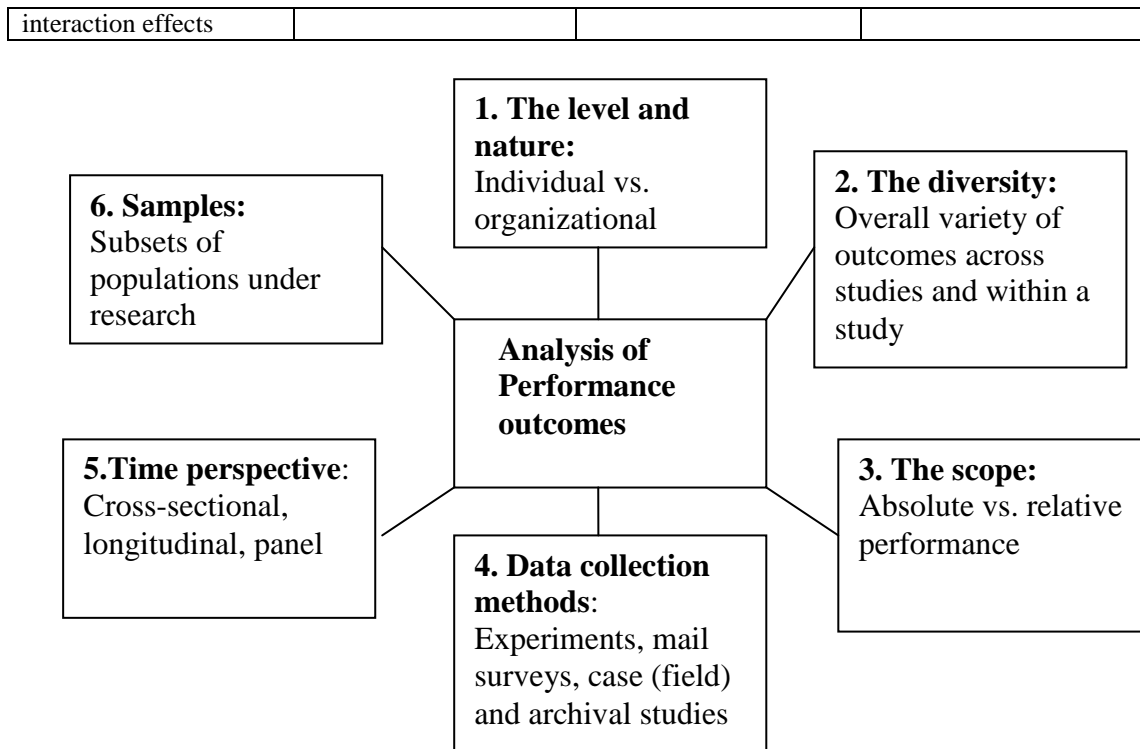 interaction effects
1. The level and
nature:
Individual vs.
organizational
2. The diversity:
Overall variety of
outcomes across
studies and within a
study
6. Samples:
Subsets of
populations under
research
Analysis of
Performance
outcomes
5.Time perspective:
Cross-sectional,
longitudinal, panel
3. The scope:
Absolute vs. relative
performance
4. Data collection
methods:
Experiments, mail
surveys, case (field)
and archival studies